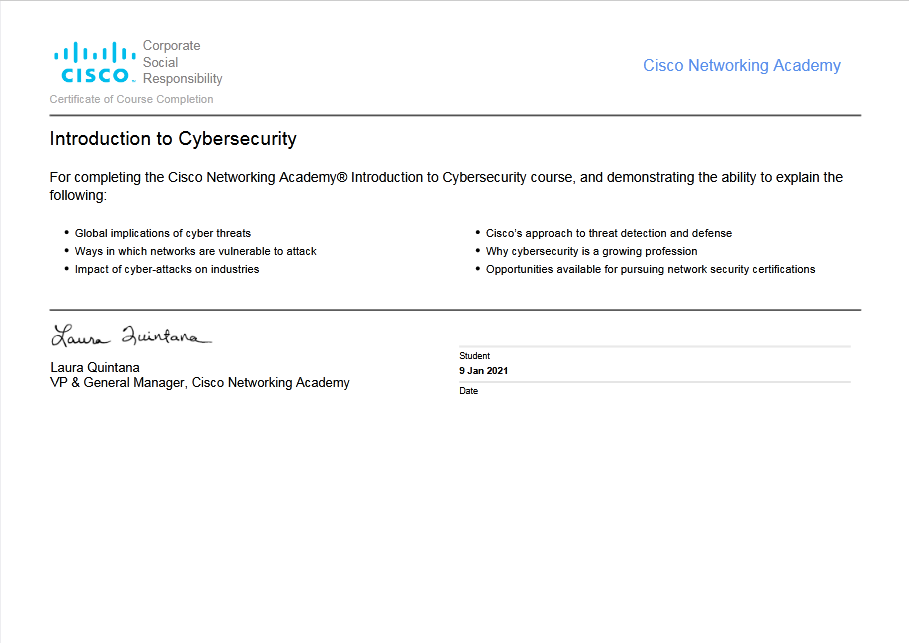 Corporate
Social
Responsibility
CISCO
Certificate of Course Completion
Cisco Networking Academy
Introduction to Cybersecurity
For completing the Cisco Networking Academy® Introduction to Cybersecurity course, and demonstrating the ability to explain the
following:
• Global implications of cyber threats
• Ways in which networks are vulnerable to attack
• Impact of cyber-attacks on industries
• Cisco's approach to threat detection and defense
• Why cybersecurity is a growing profession
• Opportunities available for pursuing network security certifications
Laura Quintana
Laura Quintana
VP & General Manager, Cisco Networking Academy
Student
9 Jan 2021
Date